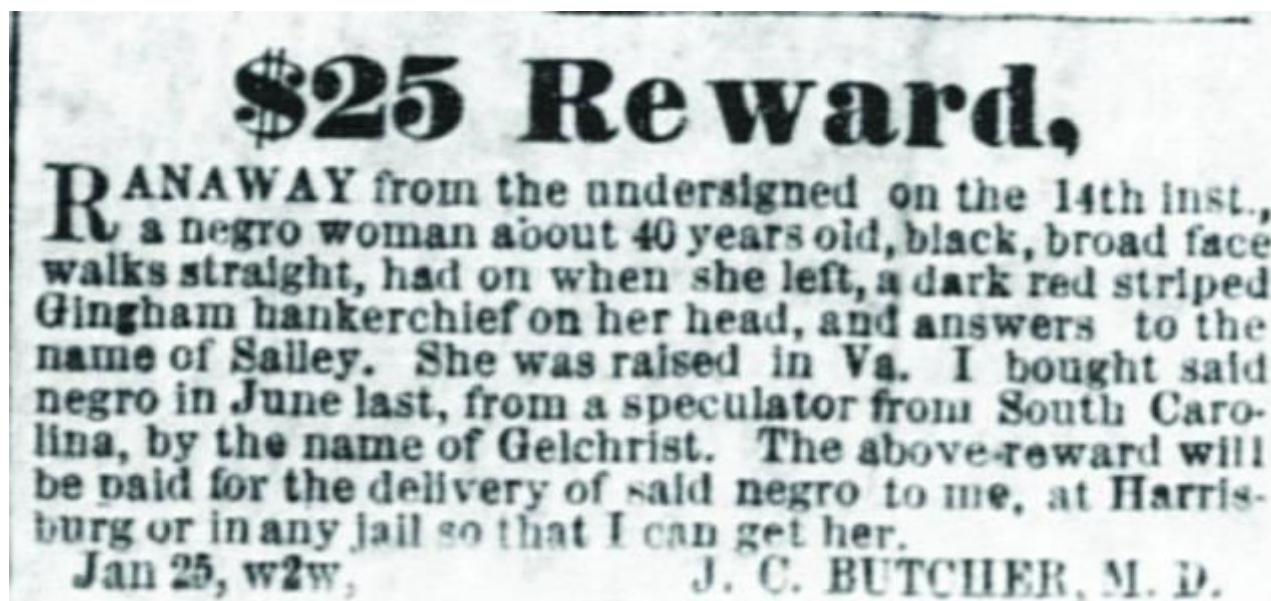 $25 Reward,
RANAWAY from the undersigned on the 14th inst.,
a negro woman about 40 years old, black, broad face
walks straight, had on when she left, a dark red striped
Gingham hankerchief on her head, and answers to the
name of Salley. She was raised in Va. I bought said
negro in June last, from a speculator from South Caro-
lina, by the name of Gelchrist. The above reward will
be paid for the delivery of said negro to me, at Harris-
burg or in any jail so that I can get her.
Jan 25, w2w, J. C. BUTCHER, M. D.